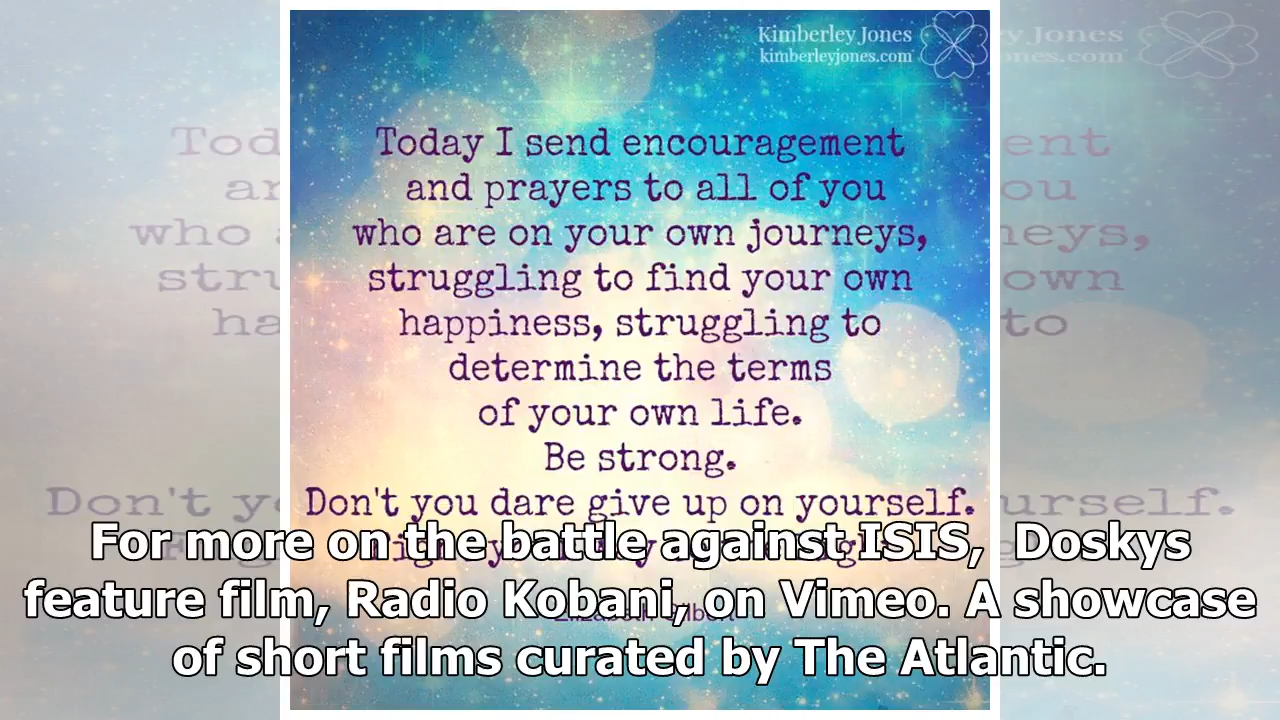 Kimberley Jones
kimberleyjones.com
Today I send encouragement
and prayers to all of you
who are on your own journeys,
struggling to find your own
happiness, struggling to
determine the terms
of your own life.
Be strong.
Don't you dare give up on yourself.
For more on the battle against ISIS, Doskys
feature film, Radio Kobani, on Vimeo. A showcase
of short films curated by The Atlantic.